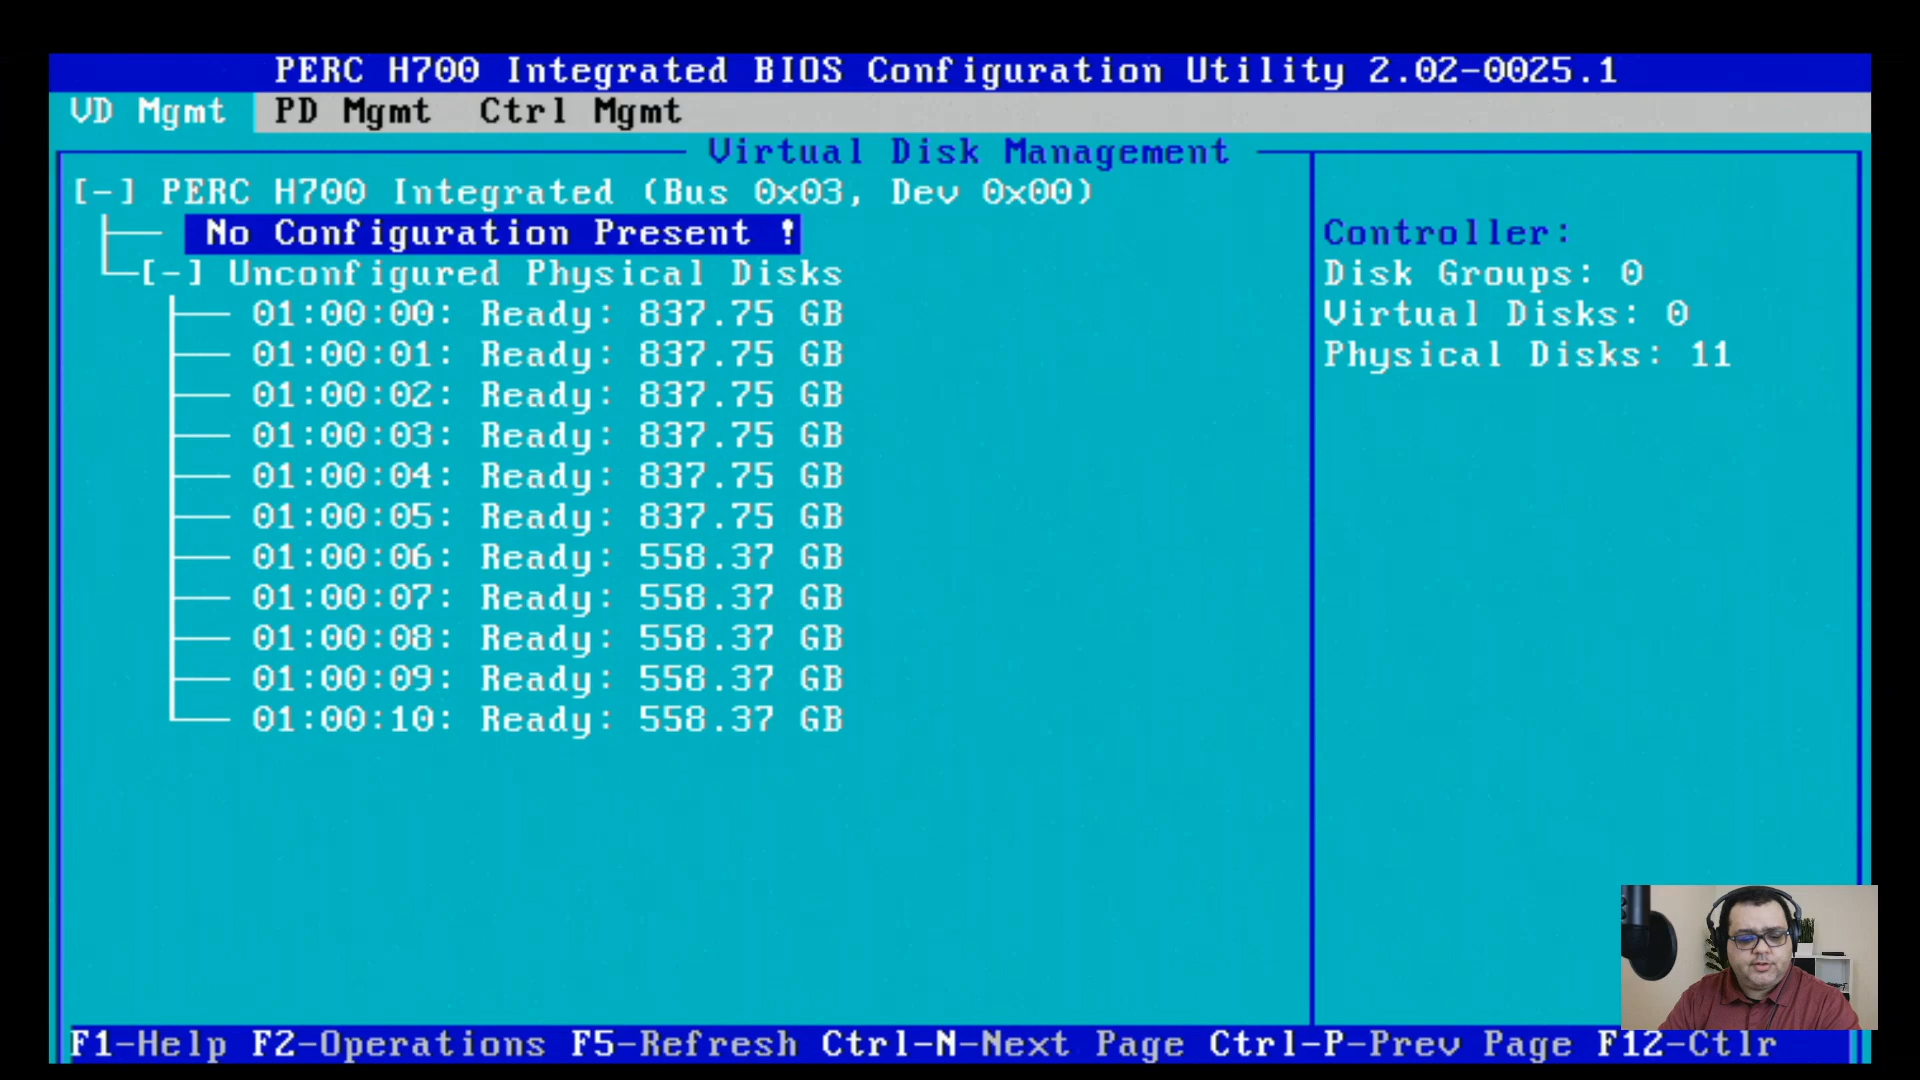 PERC H700 Integrated BIOS Configuration Utility 2.02-0025.1
VD Mgmt PD Mgmt Ctrl Mgmt
Virtual Disk Management
[-] PERC H700 Integrated (Bus 0x03, Dev 0x00)
No Configuration Present !
[-] Unconfigured Physical Disks
01:00:00: Ready: 837.75 GB
01:00:01: Ready: 837.75 GB
01:00:02: Ready: 837.75 GB
01:00:03: Ready: 837.75 GB
01:00:04: Ready: 837.75 GB
01:00:05: Ready: 837.75 GB
01:00:06: Ready: 558.37 GB
01:00:07: Ready: 558.37 GB
01:00:08: Ready: 558.37 GB
01:00:09: Ready: 558.37 GB
01:00:10: Ready: 558.37 GB
Controller:
Disk Groups: 0
Virtual Disks: 0
Physical Disks: 11
F1-Help F2-Operations F5-Refresh Ctrl-N-Next Page Ctrl-P-Prev Page F12-Ctlr